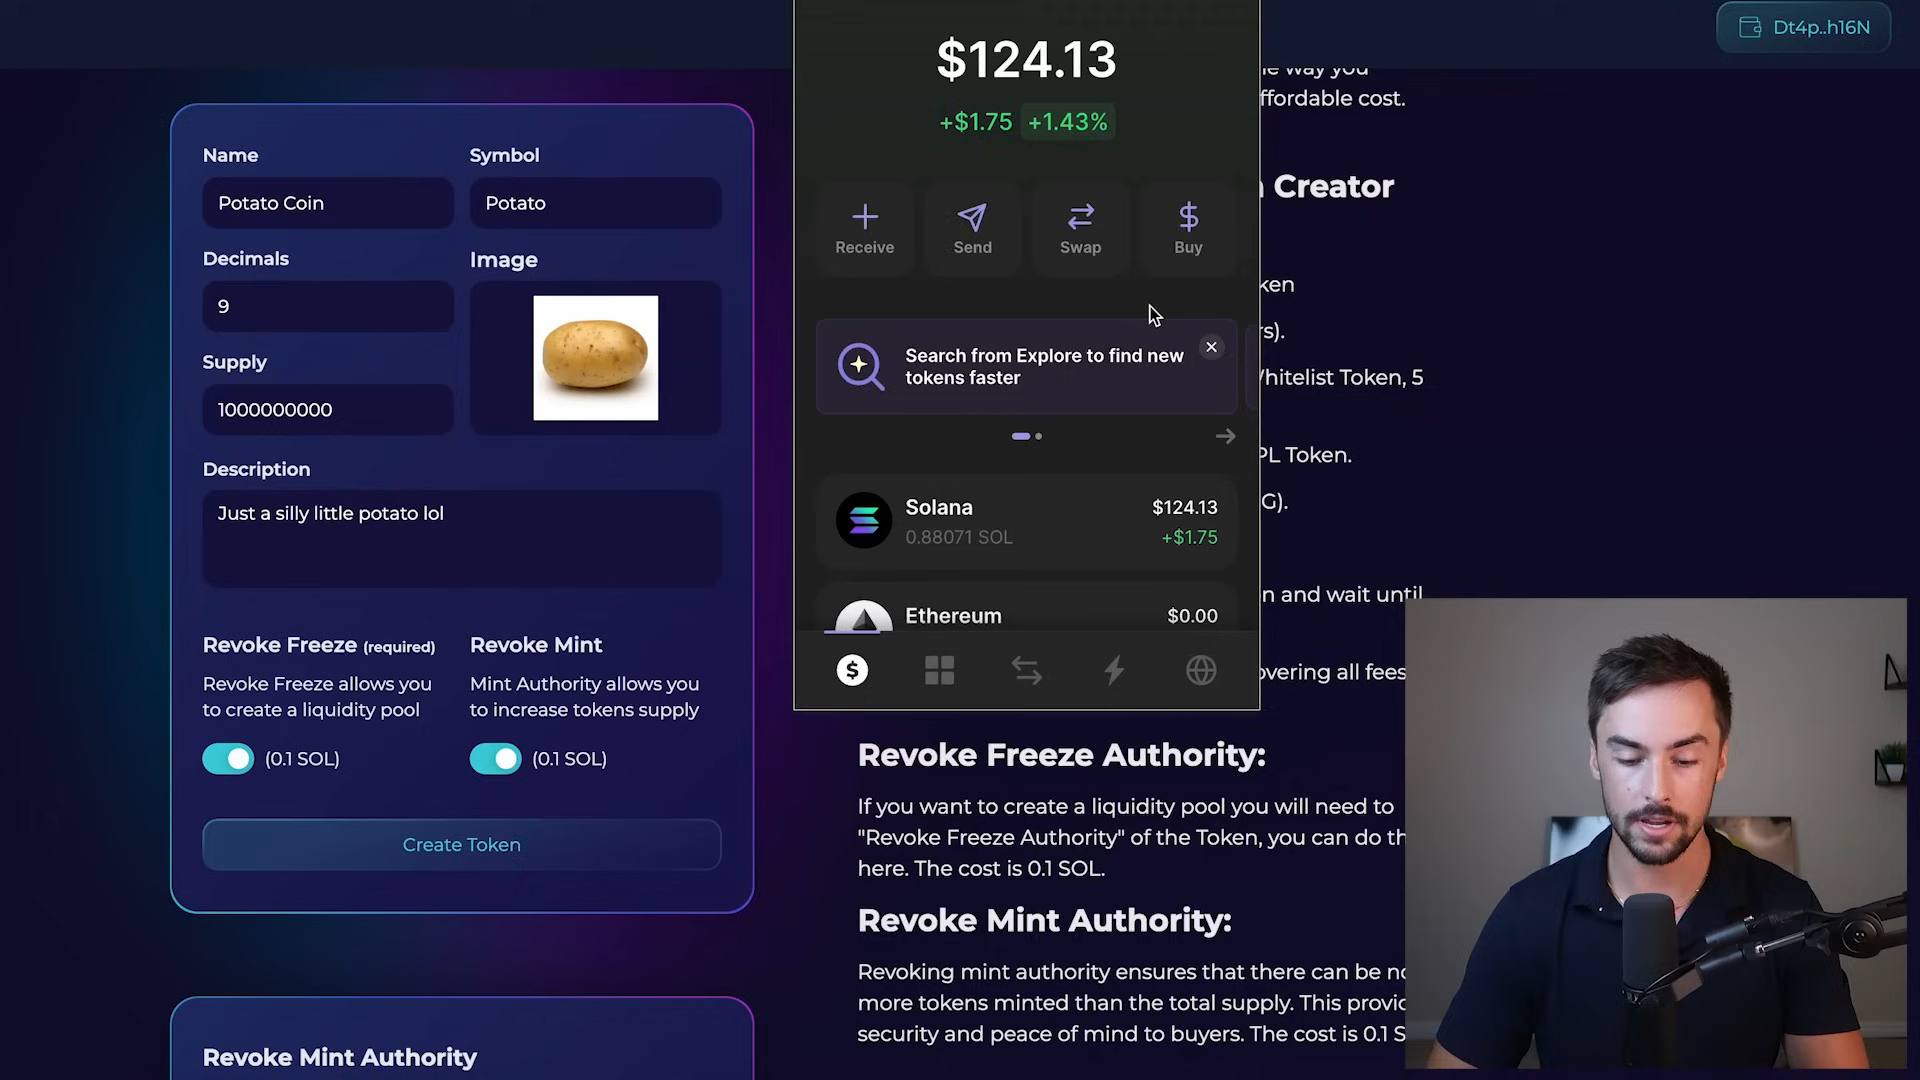 Dt4p..h16N
Name
Symbol
Potato Coin
Potato
Decimals
Image
9
Supply
1000000000
Description
Just a silly little potato lol
Revoke Freeze (required)
Revoke Mint
Revoke Freeze allows you
to create a liquidity pool
Mint Authority allows you
to increase tokens supply
(0.1 SOL)
(0.1 SOL)
Create Token
Revoke Mint Authority
$124.13
+$1.75 +1.43%
Receive
Send
Swap
Buy
Search from Explore to find new
tokens faster
Solana
$124.13
0.88071 SOL
+$1.75
Ethereum
$0.00
way you
ffordable cost.
Creator
ken
rs).
hitelist Token, 5
PL Token.
G).
n and wait until
overing all fees
Revoke Freeze Authority:
If you want to create a liquidity pool you will need to
"Revoke Freeze Authority" of the Token, you can do th
here. The cost is 0.1 SOL.
Revoke Mint Authority:
Revoking mint authority ensures that there can be no
more tokens minted than the total supply. This provid
security and peace of mind to buyers. The cost is 0.1 S